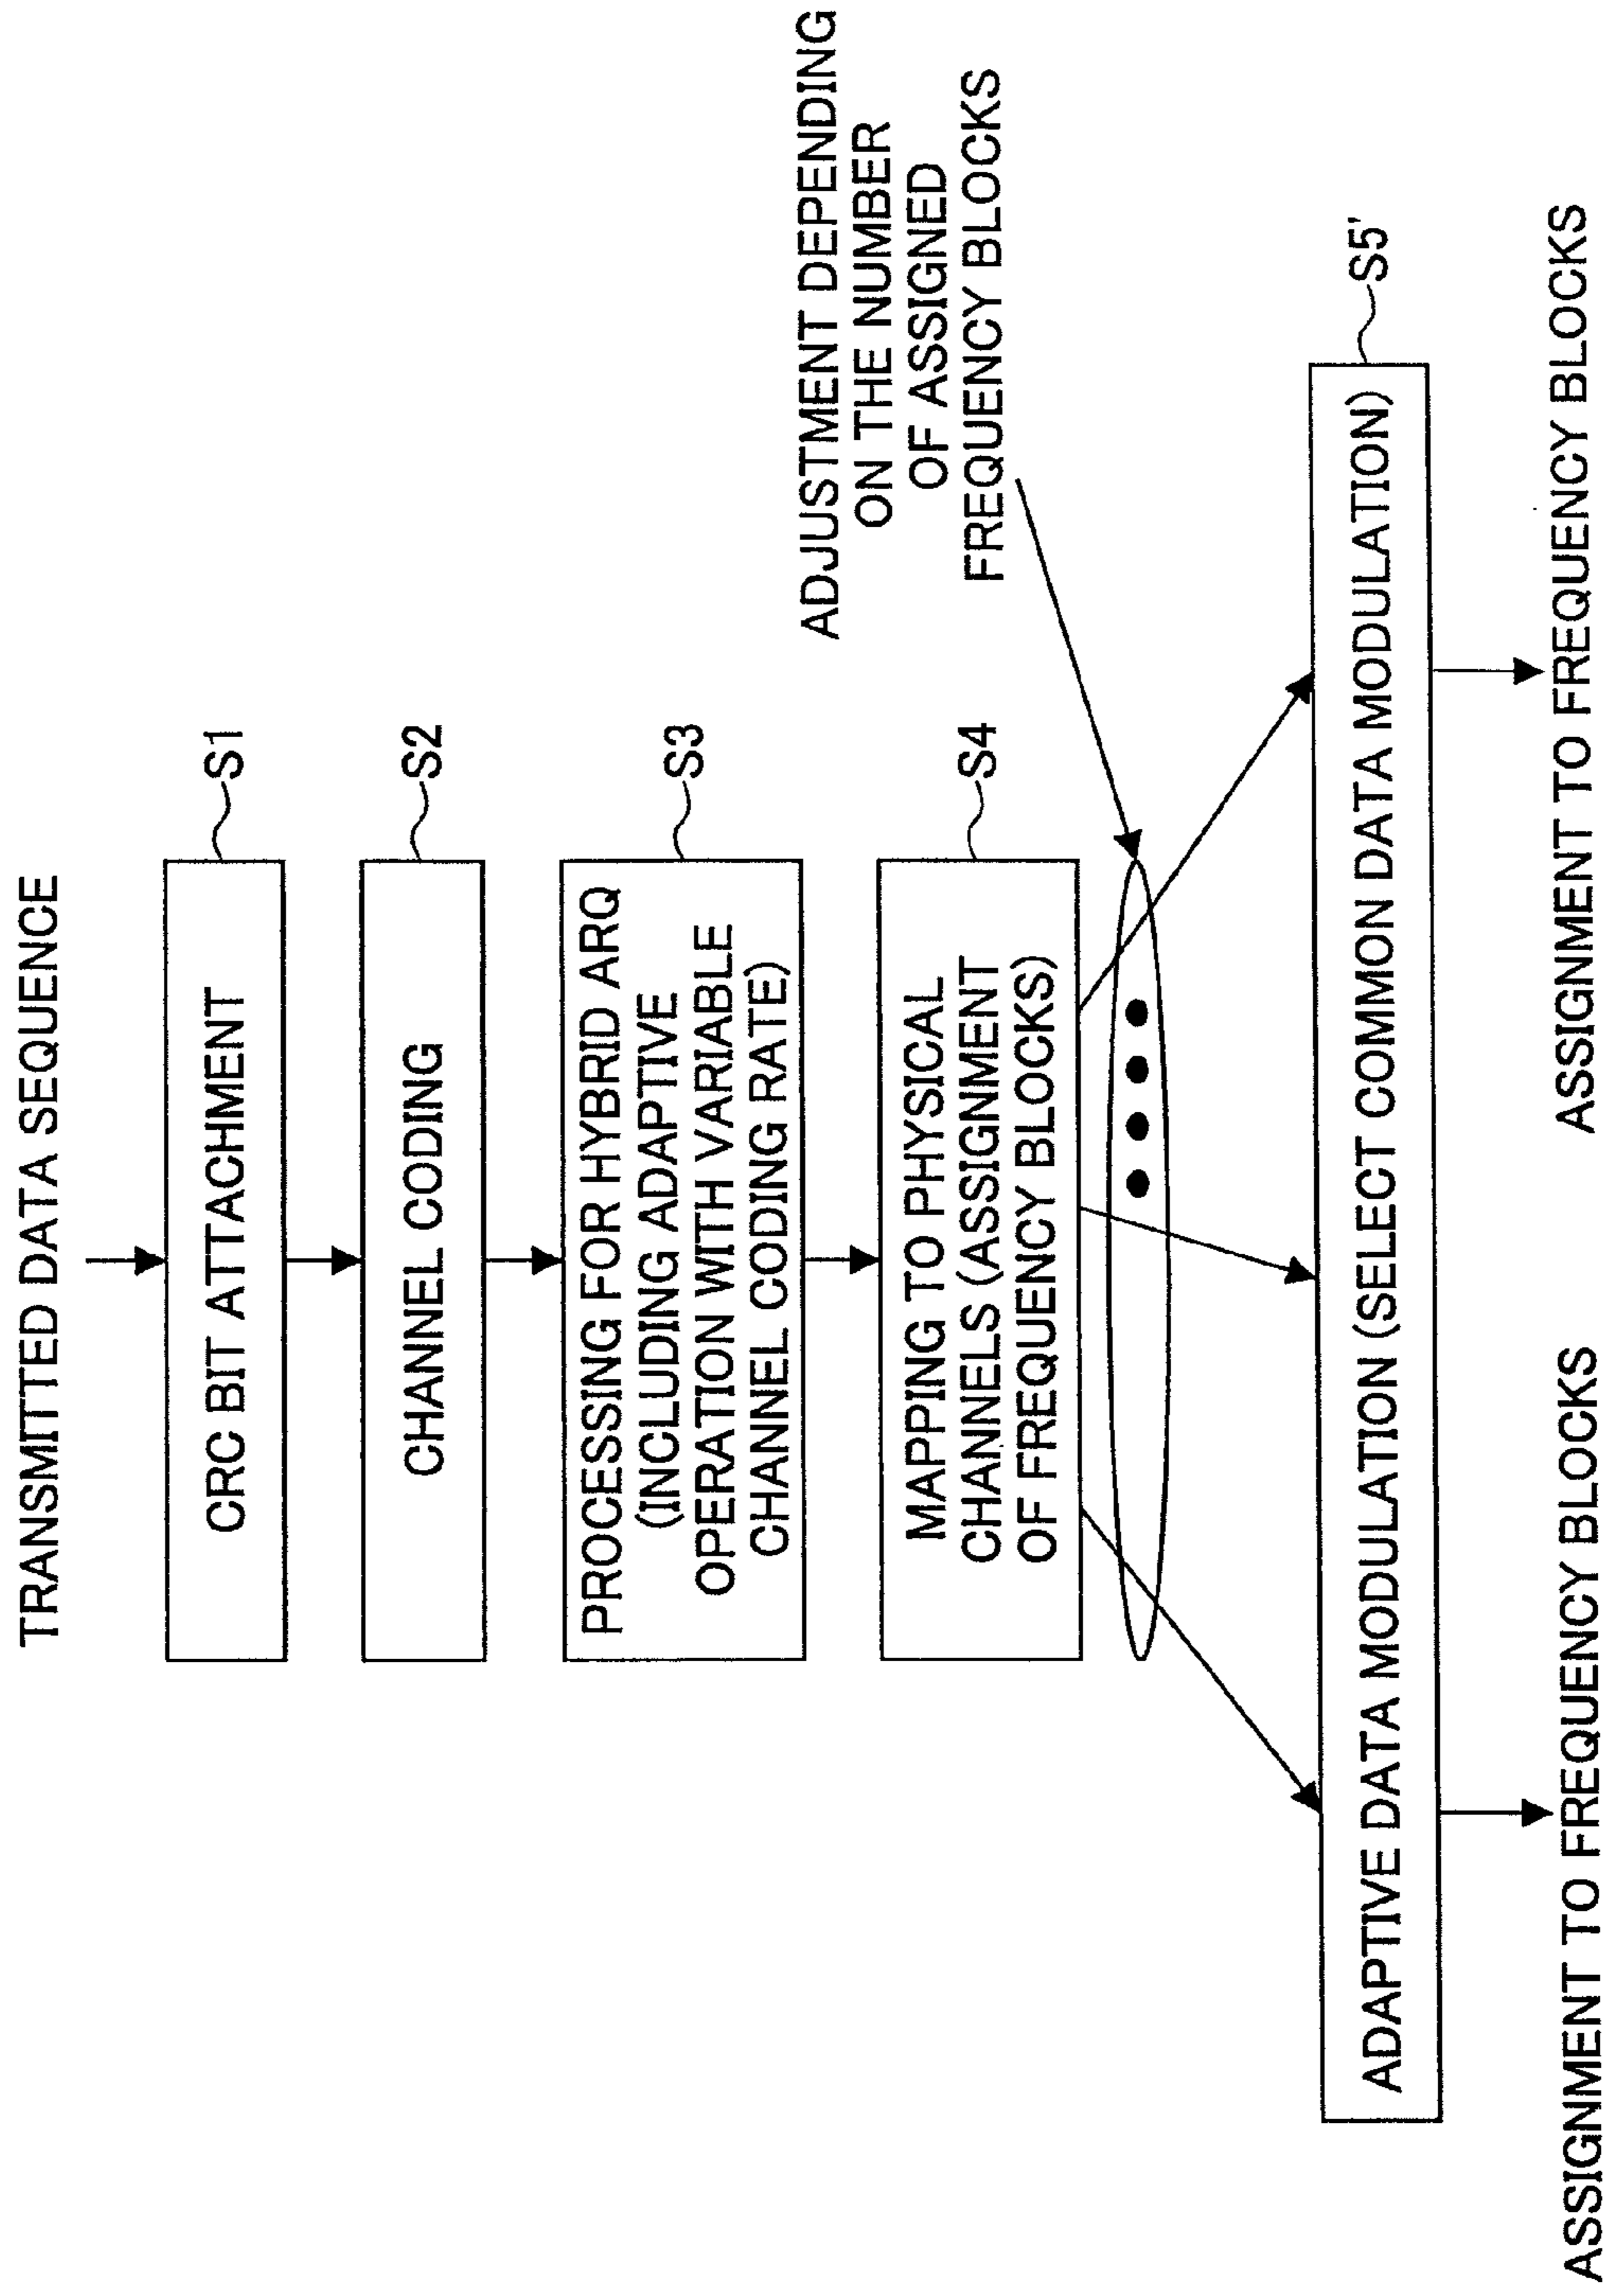 TRANSMITTED DATA SEQUENCE
CRC BIT ATTACHMENT
S1
CHANNEL CODING
S2
PROCESSING FOR HYBRID ARQ
(INCLUDING ADAPTIVE
OPERATION WITH VARIABLE
CHANNEL CODING RATE)
S3
MAPPING TO PHYSICAL
CHANNELS (ASSIGNMENT
OF FREQUENCY BLOCKS)
S4
ADJUSTMENT DEPENDING
ON THE NUMBER
OF ASSIGNED
FREQUENCY BLOCKS
ADAPTIVE DATA MODULATION (SELECT COMMON DATA MODULATION)
S5'
ASSIGNMENT TO FREQUENCY BLOCKS
ASSIGNMENT TO FREQUENCY BLOCKS